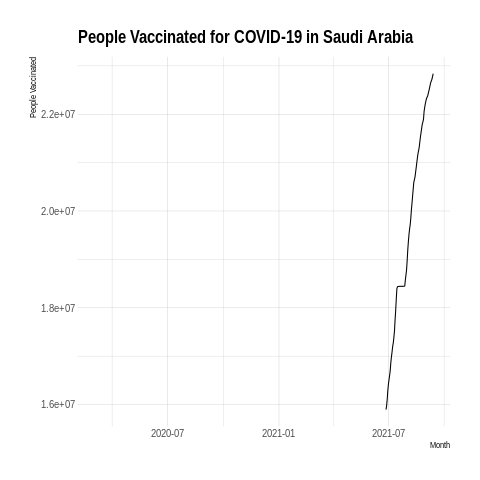 People Vaccinated for COVID-19 in Saudi Arabia
People Vaccinated
2.2e+07
2.0e+07
1.8e+07
1.6e+07
2020-07
2021-01
2021-07
Month